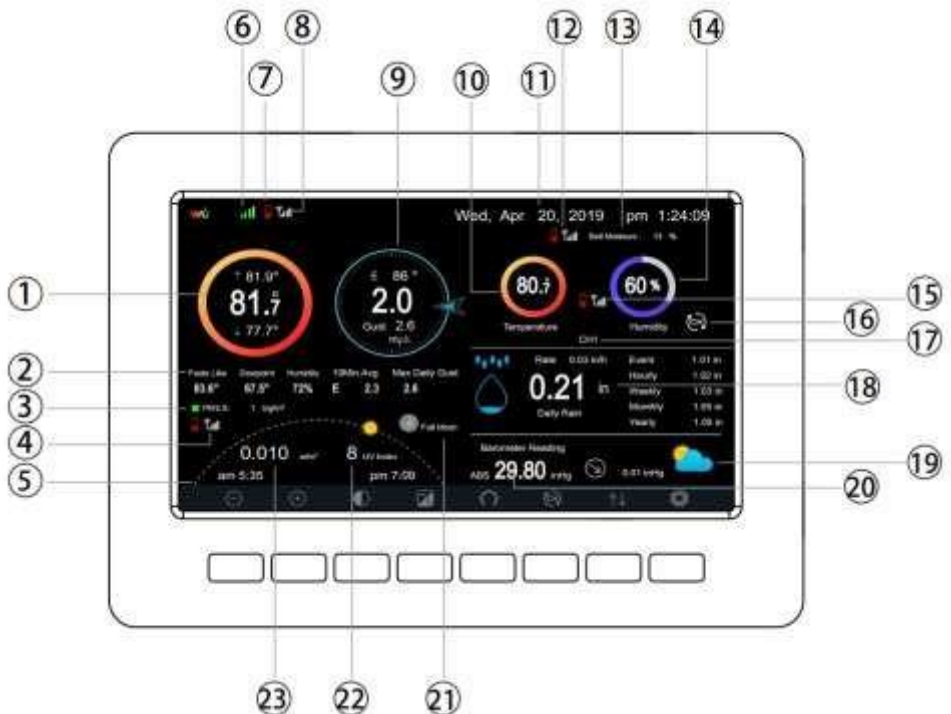 ⑥ ⑧ ⑫ ⑬ ⑭
⑦ ⑨ ⑩ ⑪
Wed, Apr 20, 2019 pm 1:24:09
%
①
↑ 81.9°
81.7
↓ 77.7°
E 86 °
2.0
Gust 2.6
80.
60 %
Temperature Humidity
⑮
⑯
CH1
⑰
②
Feels Like Dewpoint Humidity 10Min.Avg. Max Daily Gust
83.6° 67.5° 72% E 2.3 2.6
③
PM2.5: 1
④
Full Moon
Rate 0.03 in/h
0.21 in
Daily Rain
Event 1.01 in
Hourly 1.02 in
Weekly 1.03 in
Monthly 1.05 in
Yearly 1.08 in
⑱
0.010 8 UV Index
⑤
am 5:35 pm 7:09
Barometer Reading
ABS 29.80 inHg 0.01 inHg
⑲
⑳
㉓ ㉒ ㉑